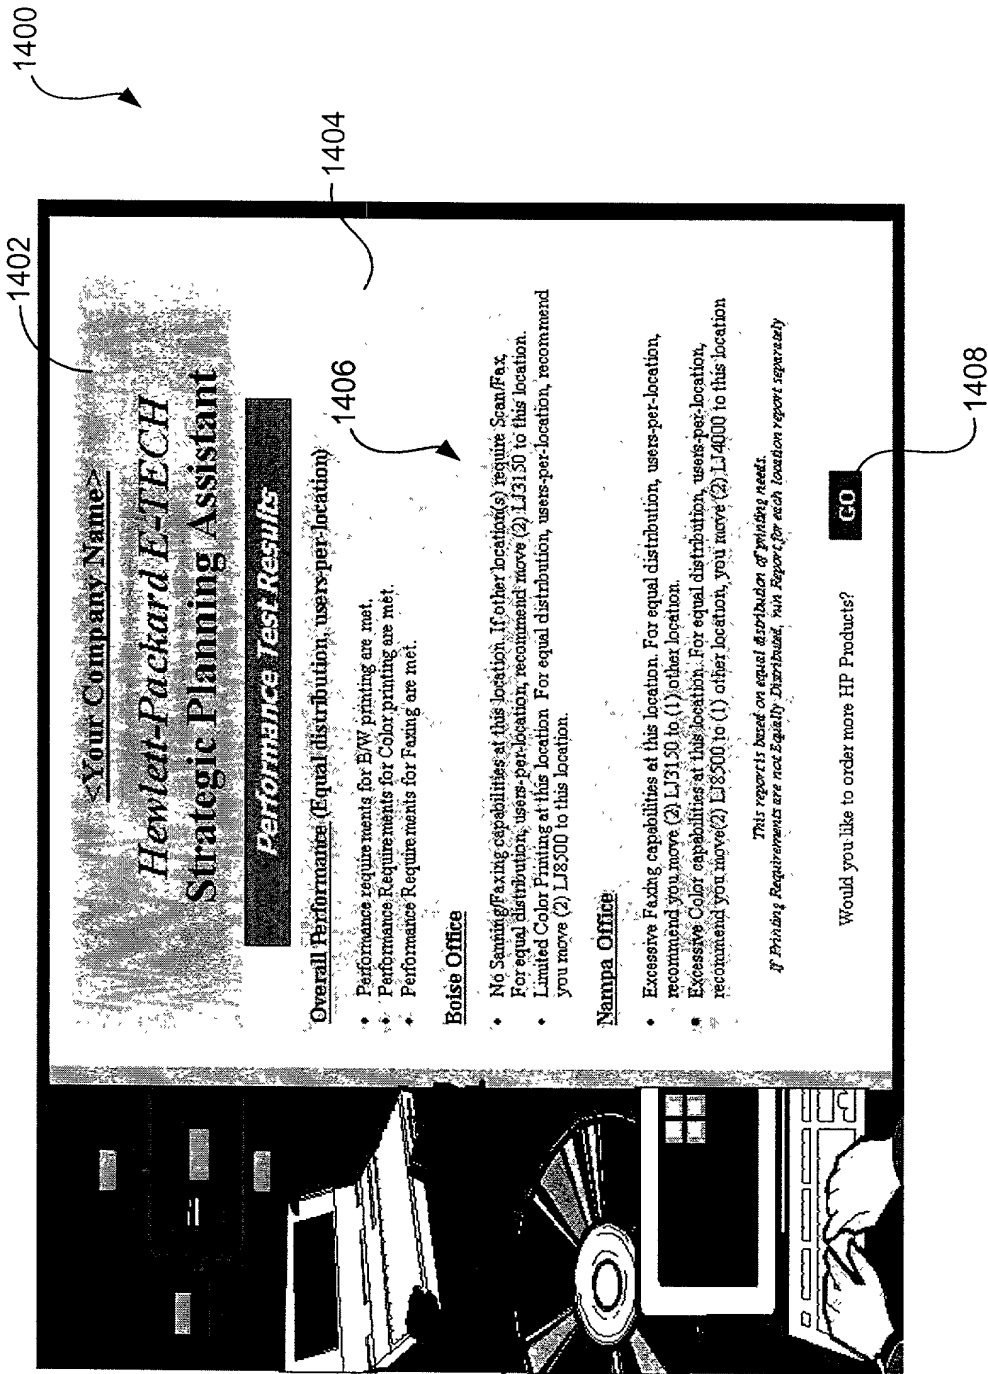 1400
1402
<Your Company Name>
Hewlett-Packard E-TECH
Strategic Planning Assistant
1404
Performance Test Results
Overall Performance (Equal distribution, users-per-location)
• Performance requirements for B/W printing are met.
• Performance Requirements for Color printing are met.
• Performance Requirements for Faxing are met.
1406
Boise Office
• No Sanning/Faxing capabilities at this location. If other location(s) require Scan/Fax,
For equal distribution, users-per-location, recommend move (2) LJ3150 to this location.
• Limited Color Printing at this location. For equal distribution, users-per-location, recommend
you move (2) LJ8500 to this location.
Nampa Office
• Excessive Faxing capabilities at this location. For equal distribution, users-per-location,
recommend you move (2) LJ3150 to (1) other location.
• Excessive Color capabilities at this location. For equal distribution, users-per-location,
recommend you move(2) LJ8500 to (1) other location, you move (2) LJ4000 to this location
This report is based on equal distribution of printing needs.
If Printing Requirements are not Equally Distributed, run Report for each location report separately
Would you like to order more HP Products? GO
1408